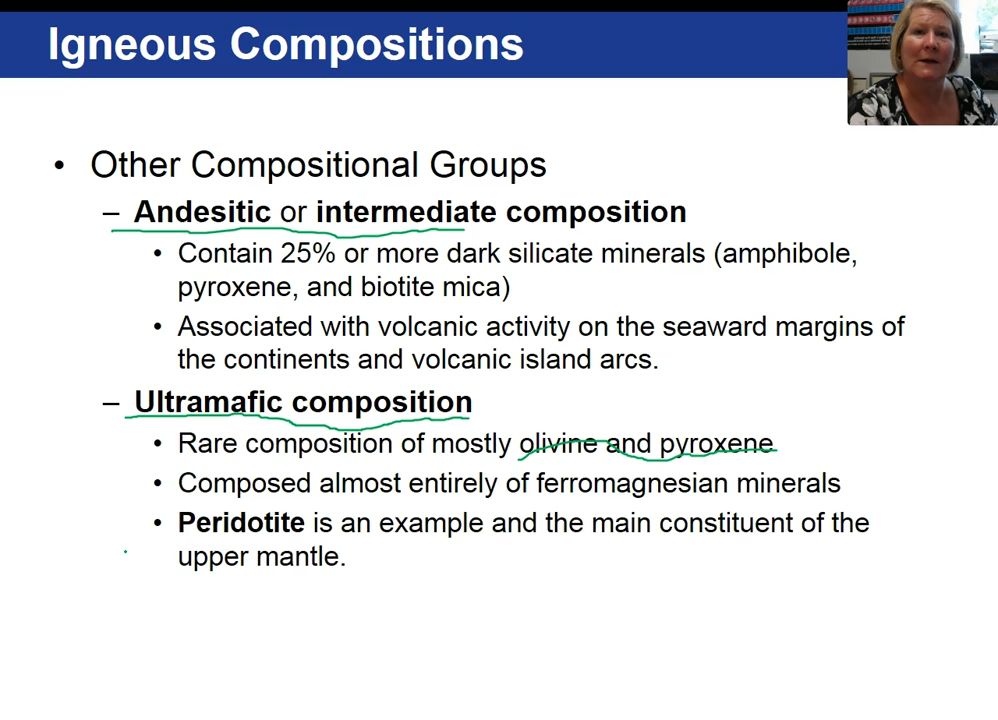 Igneous Compositions
• Other Compositional Groups
– Andesitic or intermediate composition
• Contain 25% or more dark silicate minerals (amphibole,
pyroxene, and biotite mica)
• Associated with volcanic activity on the seaward margins of
the continents and volcanic island arcs.
– Ultramafic composition
• Rare composition of mostly olivine and pyroxene
• Composed almost entirely of ferromagnesian minerals
• Peridotite is an example and the main constituent of the
upper mantle.